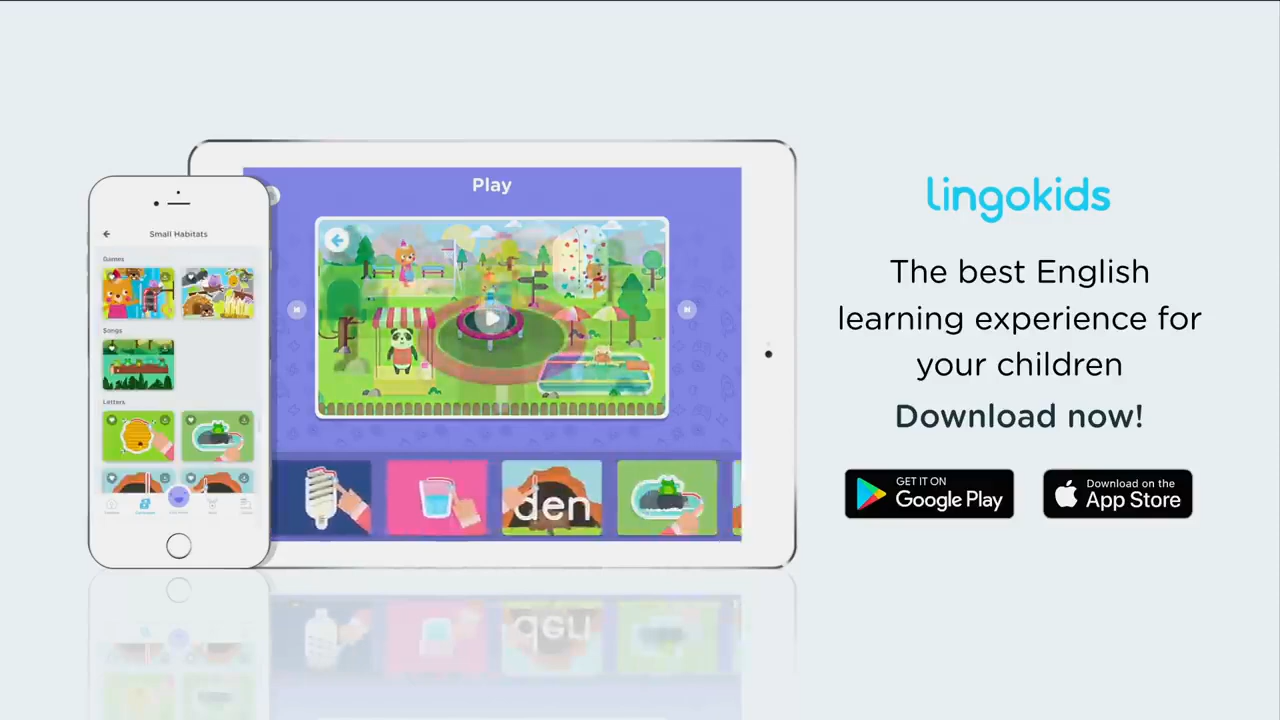 Play
Small Habitats
Games
Songs
Letters
den
lingokids
The best English
learning experience for
your children
Download now!
GET IT ON
Google Play
Download on the
App Store